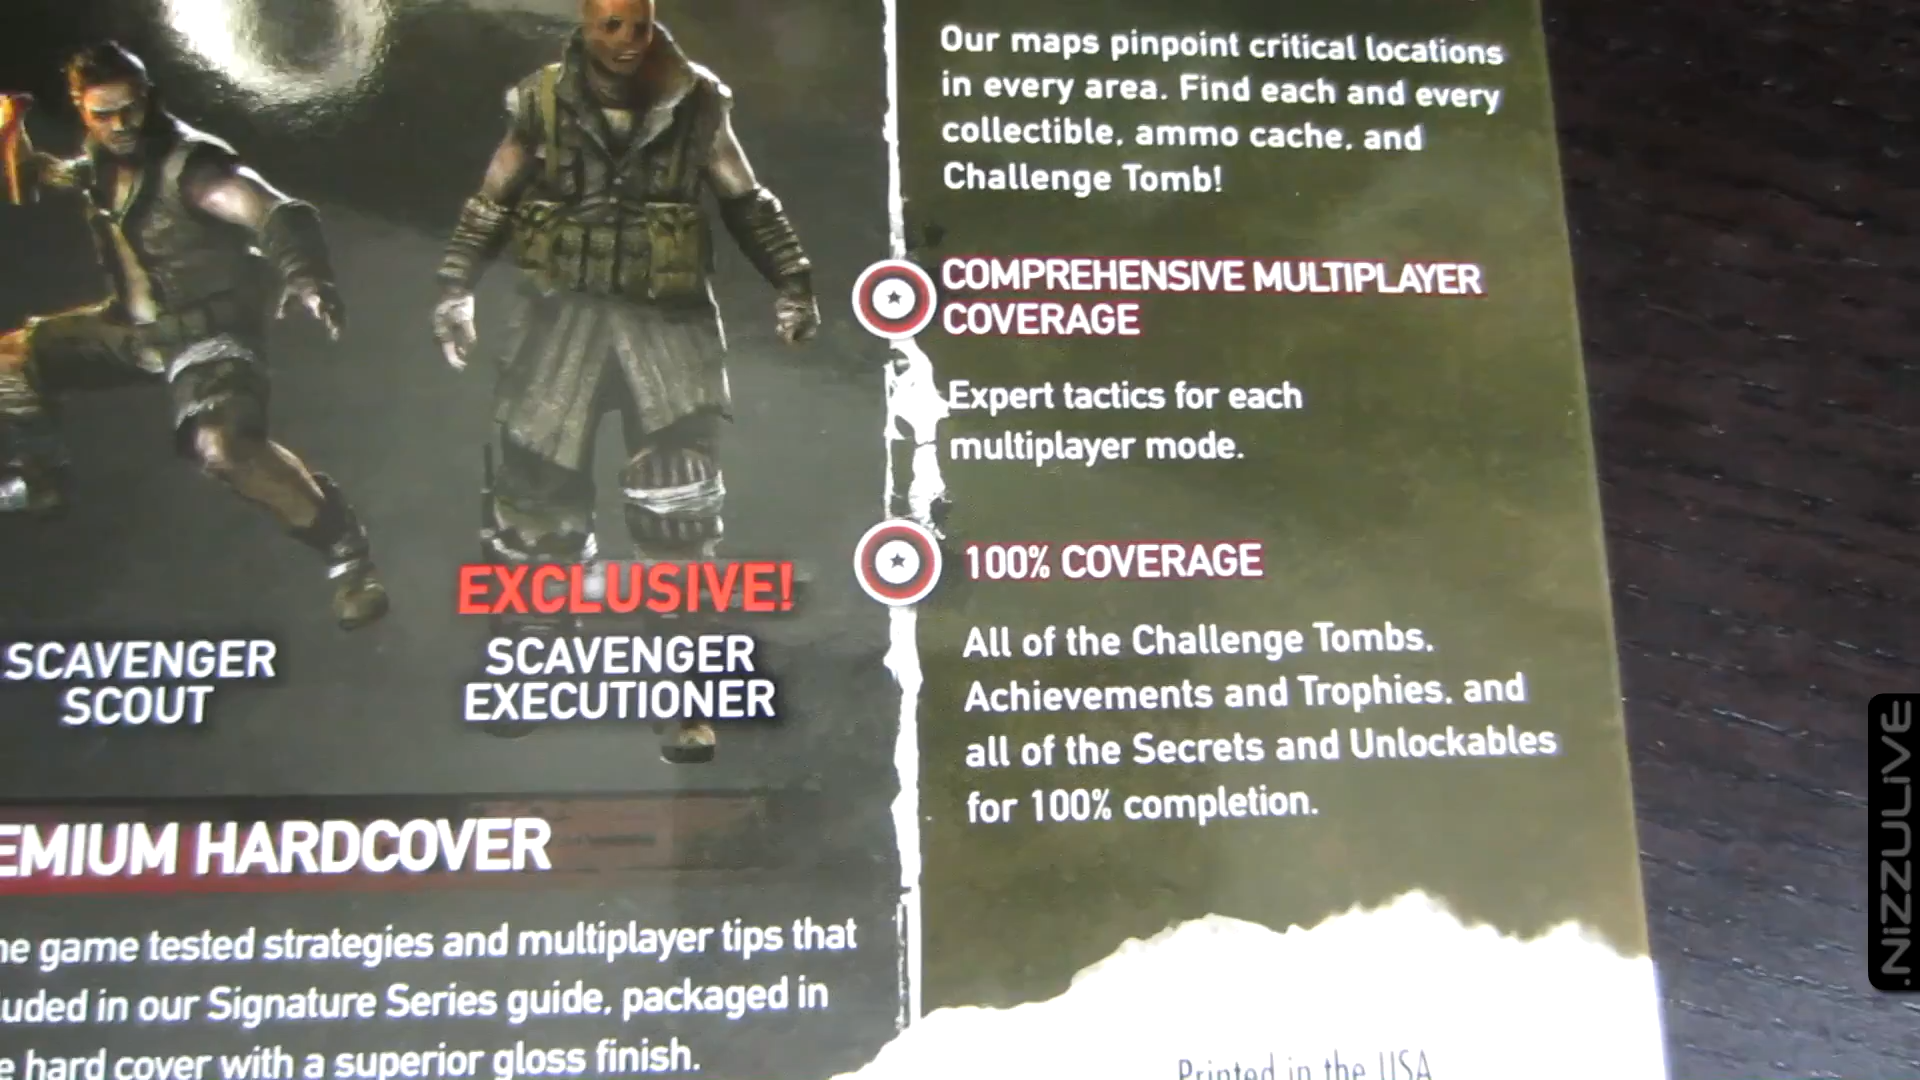 Our maps pinpoint critical locations
in every area. Find each and every
collectible, ammo cache, and
Challenge Tomb!
COMPREHENSIVE MULTIPLAYER
COVERAGE
Expert tactics for each
multiplayer mode.
100% COVERAGE
All of the Challenge Tombs,
Achievements and Trophies, and
all of the Secrets and Unlockables
for 100% completion.
SCAVENGER
SCOUT
EXCLUSIVE!
SCAVENGER
EXECUTIONER
EMIUM HARDCOVER
he game tested strategies and multiplayer tips that
uded in our Signature Series guide, packaged in
e hard cover with a superior gloss finish.
Printed in the USA
.NiZZULiVE